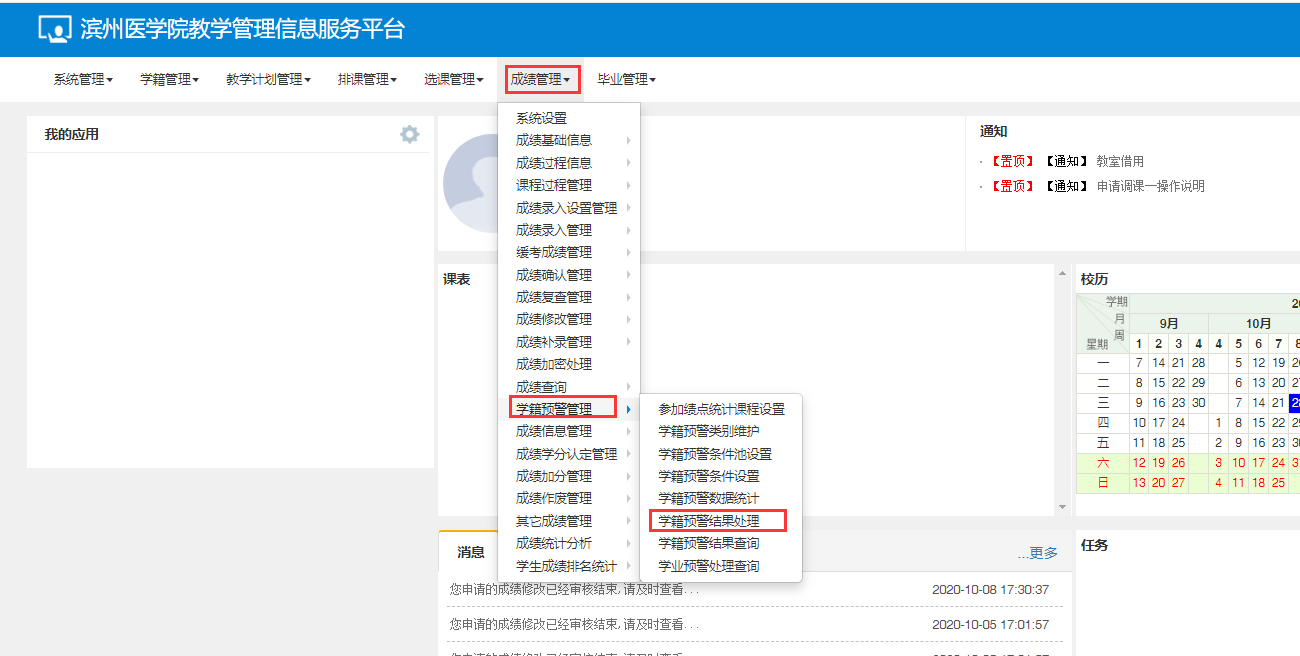 滨州医学院教学管理信息服务平台
系统管理 学籍管理 教学计划管理 排课管理 选课管理 成绩管理 毕业管理
我的应用
系统设置
成绩基础信息
成绩过程信息
课程过程管理
成绩录入设置管理
成绩录入管理
缓考成绩管理
成绩确认管理
成绩复查管理
成绩修改管理
成绩补录管理
成绩加密处理
成绩查询
学籍预警管理
成绩信息管理
成绩学分认定管理
成绩加分管理
成绩作废管理
其它成绩管理
成绩统计分析
学生成绩排名统计
参加绩点统计课程设置
学籍预警类别维护
学籍预警条件池设置
学籍预警条件设置
学籍预警数据统计
学籍预警结果处理
学籍预警结果查询
学业预警处理查询
通知
· 【置顶】 【通知】 教室借用
· 【置顶】 【通知】 申请调课—操作说明
课表
校历
学期
月
周
星期
9月 10月
1 2 3 4 4 5 6 7
一 7 14 21 28 5 12 19
二 8 15 22 29 6 13 20
三 9 16 23 30 7 14 21
四 10 17 24 1 8 15 22
五 11 18 25 2 9 16 23
六 12 19 26 3 10 17 24
日 13 20 27 4 11 18 25
消息
...更多
您申请的成绩修改已经审核结束,请及时查看... 2020-10-08 17:30:37
您申请的成绩修改已经审核结束,请及时查看... 2020-10-05 17:01:57
任务